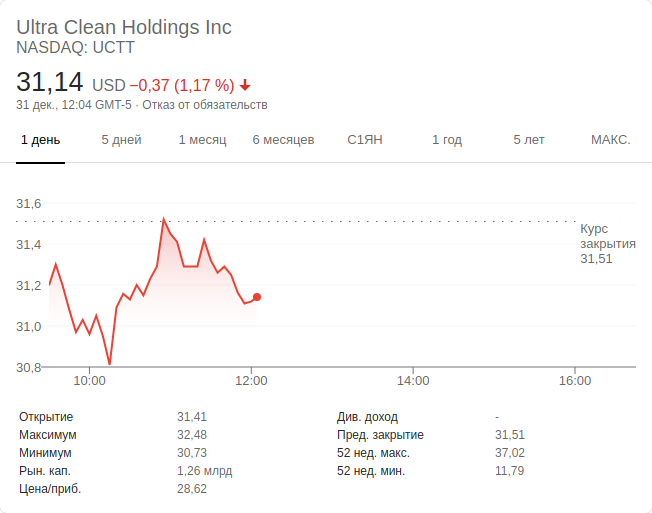 Ultra Clean Holdings Inc
NASDAQ: UCTT
31,14 USD −0,37 (1,17 %)
31 дек., 12:04 GMT-5 · Отказ от обязательств
1 день 5 дней 1 месяц 6 месяцев С1ЯН 1 год 5 лет МАКС.
31,6
31,4
31,2
31,0
30,8
Курс
закрытия
31,51
10:00 12:00 14:00 16:00
Открытие 31,41 Див. доход -
Максимум 32,48 Пред. закрытие 31,51
Минимум 30,73 52 нед. макс. 37,02
Рын. кап. 1,26 млрд 52 нед. мин. 11,79
Цена/приб. 28,62